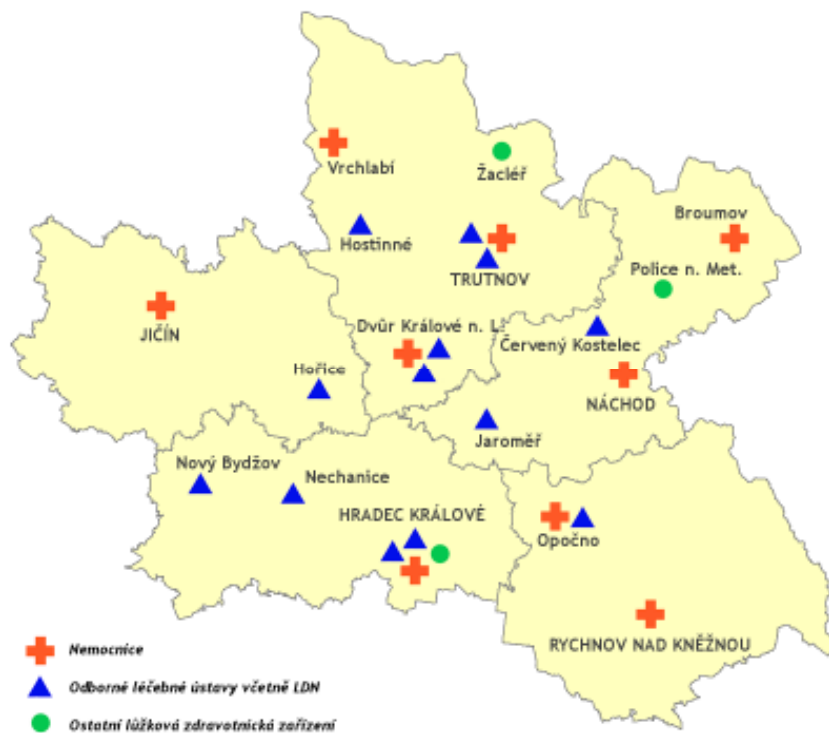 Vrchlabí
Žacléř
Broumov
Hostinné
Police n. Met.
TRUTNOV
JIČÍN
Dvůr Králové n. L.
Červený Kostelec
Hořice
NÁCHOD
Jaroměř
Nový Bydžov
Nechanice
HRADEC KRÁLOVÉ
Opočno
RYCHNOV NAD KNĚŽNOU
Nemocnice
Odborné léčebné ústavy včetně LDN
Ostatní lůžková zdravotnická zařízení